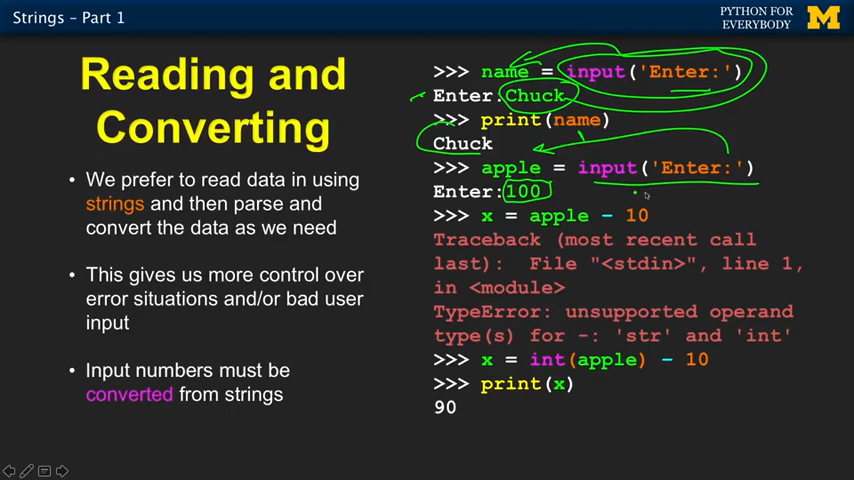 Strings – Part 1
PYTHON FOR
EVERYBODY
Reading and
Converting
• We prefer to read data in using
strings and then parse and
convert the data as we need
• This gives us more control over
error situations and/or bad user
input
• Input numbers must be
converted from strings
>>> name = input('Enter:')
Enter:Chuck
>>> print(name)
Chuck
>>> apple = input('Enter:')
Enter:100
>>> x = apple – 10
Traceback (most recent call
last):  File "<stdin>", line 1,
in <module>
TypeError: unsupported operand
type(s) for -: 'str' and 'int'
>>> x = int(apple) – 10
>>> print(x)
90